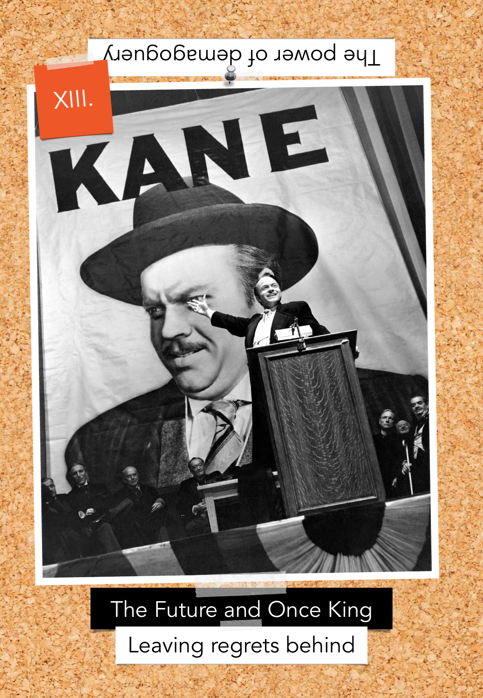 The power of demagoguery
XIII.
KANE
The Future and Once King
Leaving regrets behind